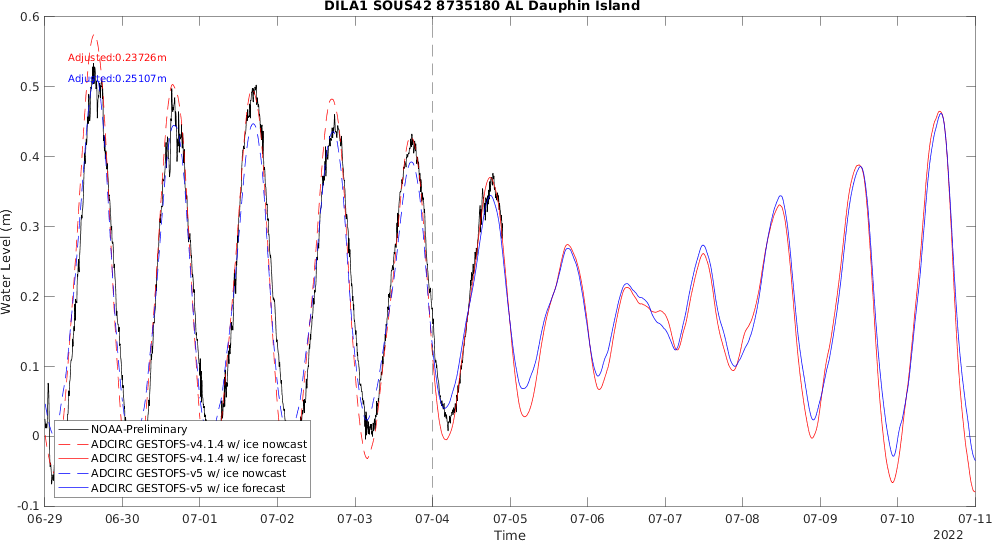 DILA1 SOUS42 8735180 AL Dauphin Island
0.6
Adjusted:0.23726m
Adjusted:0.25107m
0.5
0.4
0.3
0.2
0.1
0
-0.1
Water Level (m)
NOAA-Preliminary
ADCIRC GESTOFS-v4.1.4 w/ ice nowcast
ADCIRC GESTOFS-v4.1.4 w/ ice forecast
ADCIRC GESTOFS-v5 w/ ice nowcast
ADCIRC GESTOFS-v5 w/ ice forecast
06-29 06-30 07-01 07-02 07-03 07-04 07-05 07-06 07-07 07-08 07-09 07-10 07-11
Time
2022